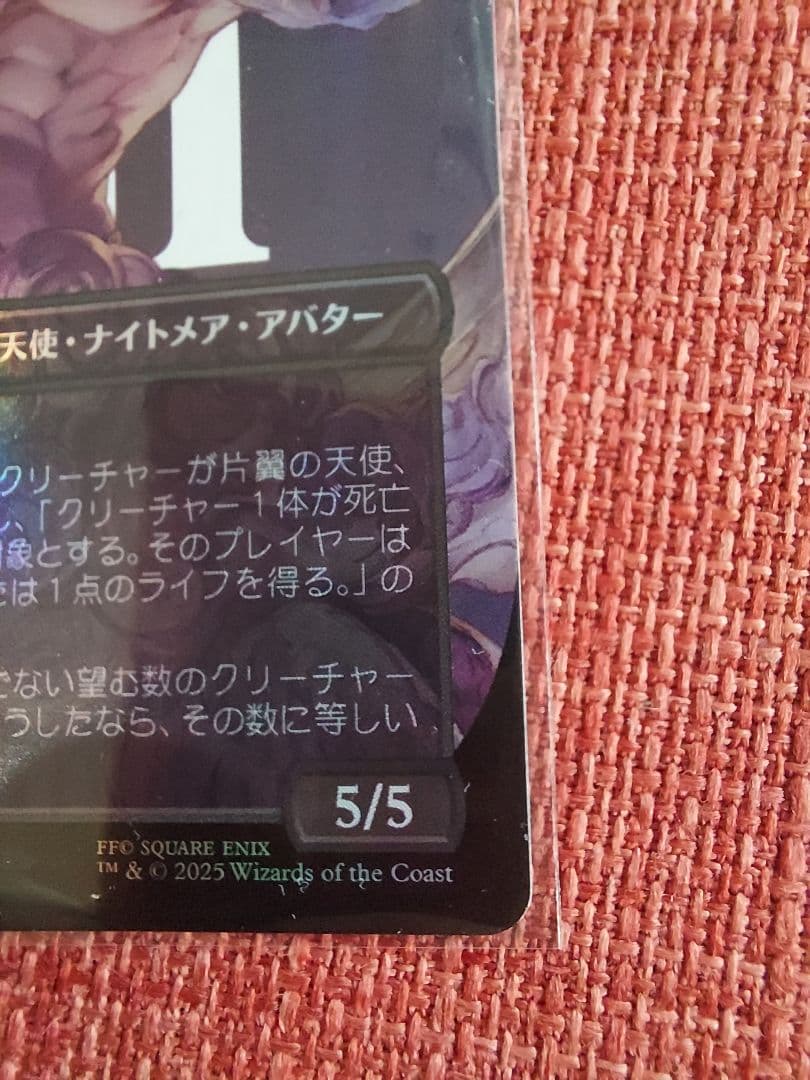 天使・ナイトメア・アバター
クリーチャーが片翼の天使、
、「クリーチャー1体が死亡
対象とする。そのプレイヤーは
は1点のライフを得る。」の
でない望む数のクリーチャー
うしたなら、その数に等しい
5/5
FF© SQUARE ENIX
™ & © 2025 Wizards of the Coast